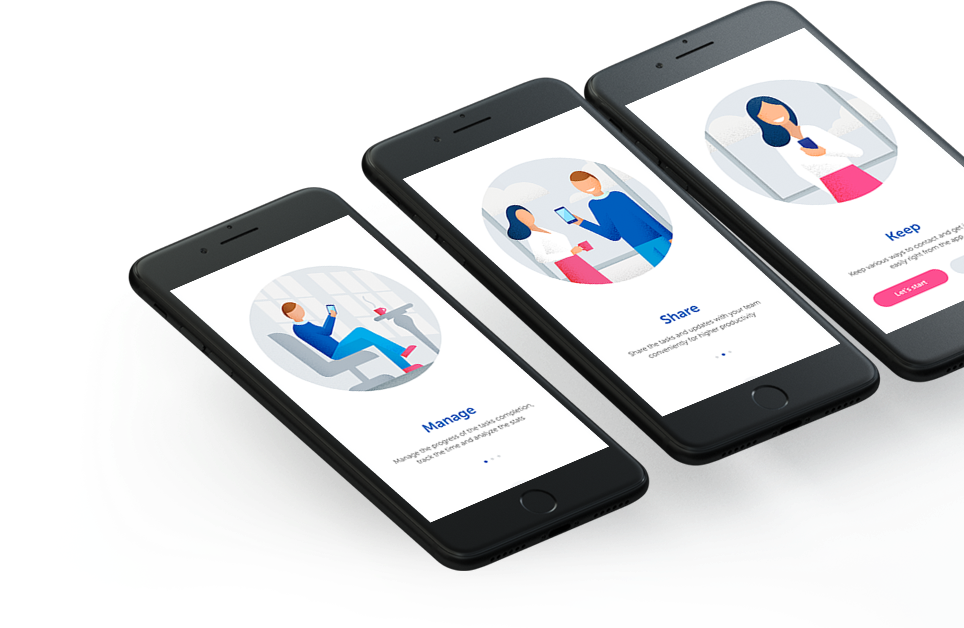 Manage
Manage the progress of the tasks completion,
track the time and analyze the stats
Share
Share the tasks and updates with your team
conveniently for higher productivity
Keep
Keep various ways to contact and get
easily right from the app
Let's start